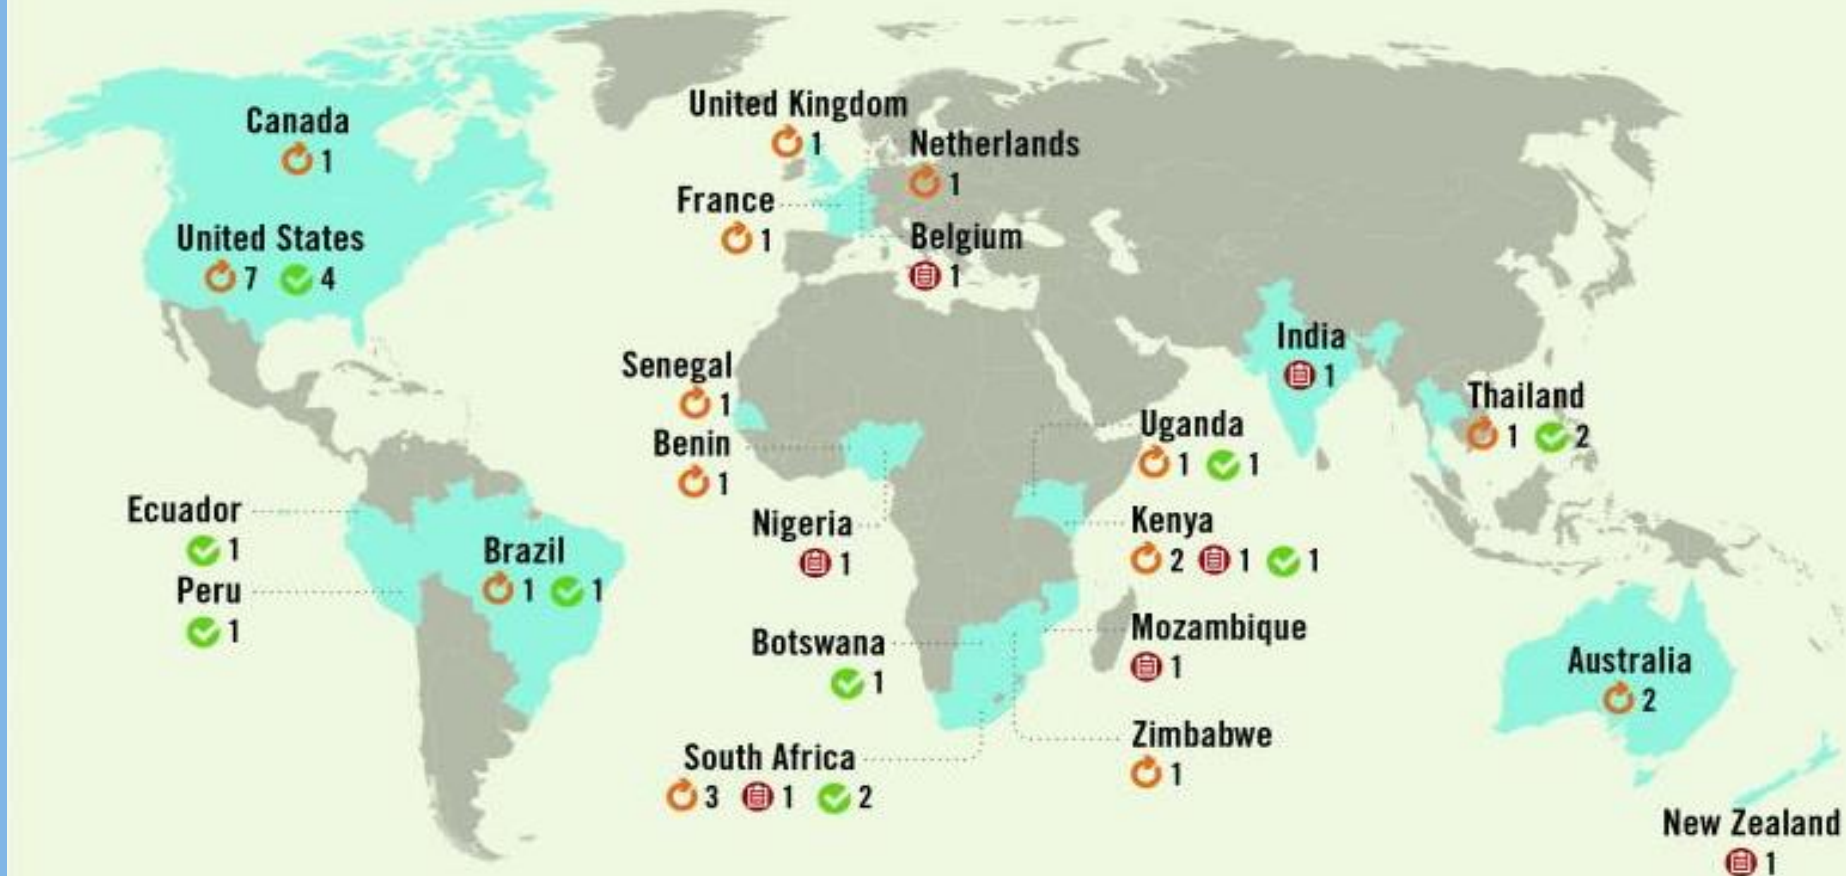 Canada
1
United States
7 4
United Kingdom
1
Netherlands
1
France
1
Belgium
1
Senegal
1
Benin
1
Nigeria
1
India
1
Thailand
1 2
Uganda
1 1
Kenya
2 1 1
Ecuador
1
Peru
1
Brazil
1 1
Botswana
1
Mozambique
1
South Africa
3 1 2
Zimbabwe
1
Australia
2
New Zealand
1